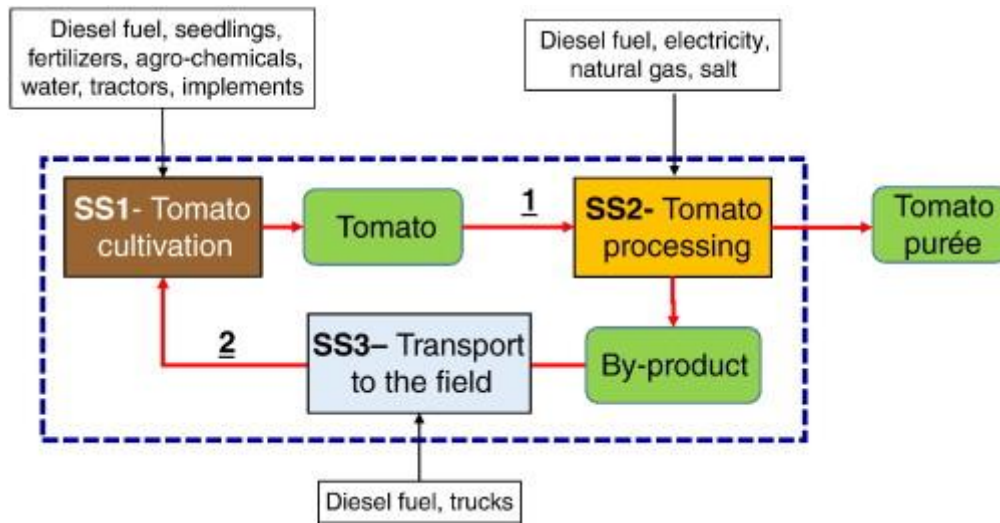 Diesel fuel, seedlings,
fertilizers, agro-chemicals,
water, tractors, implements
Diesel fuel, electricity,
natural gas, salt
SS1- Tomato
cultivation
Tomato
1
SS2- Tomato
processing
Tomato
purée
2
SS3– Transport
to the field
By-product
Diesel fuel, trucks